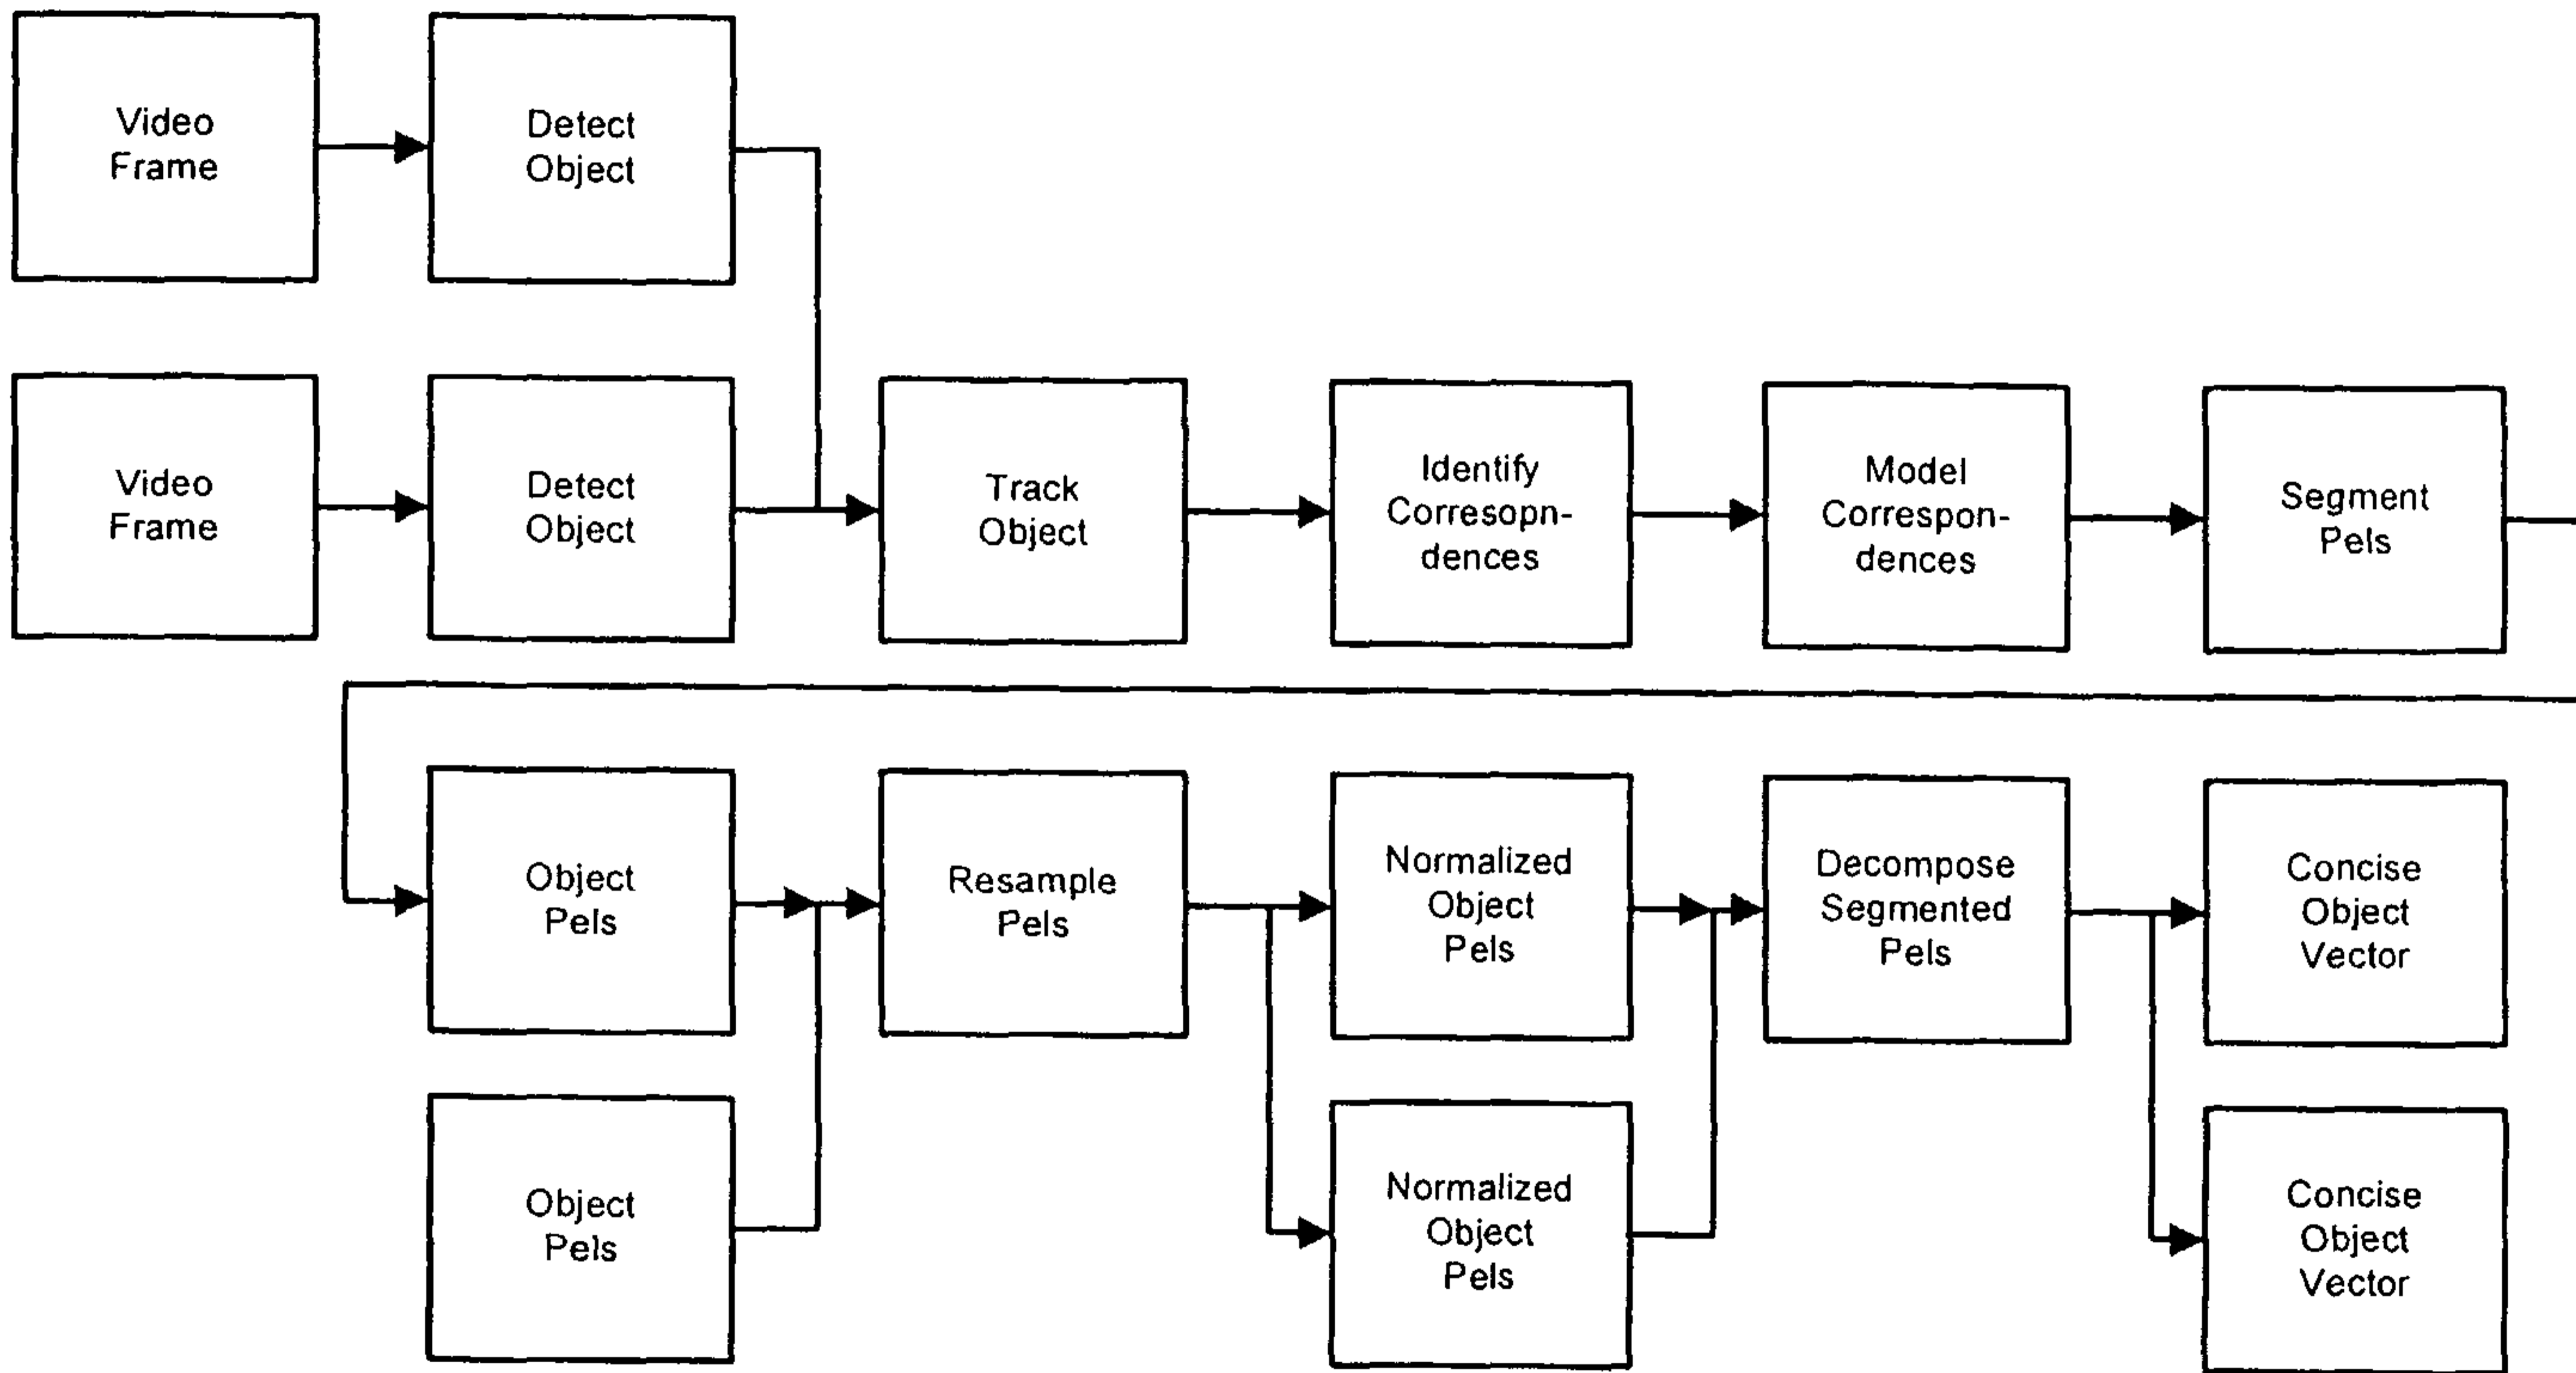 Video
Frame
Detect
Object
Video
Frame
Detect
Object
Track
Object
Identify
Corresopn-
dences
Model
Correspon-
dences
Segment
Pels
Object
Pels
Resample
Pels
Normalized
Object
Pels
Decompose
Segmented
Pels
Concise
Object
Vector
Object
Pels
Normalized
Object
Pels
Concise
Object
Vector